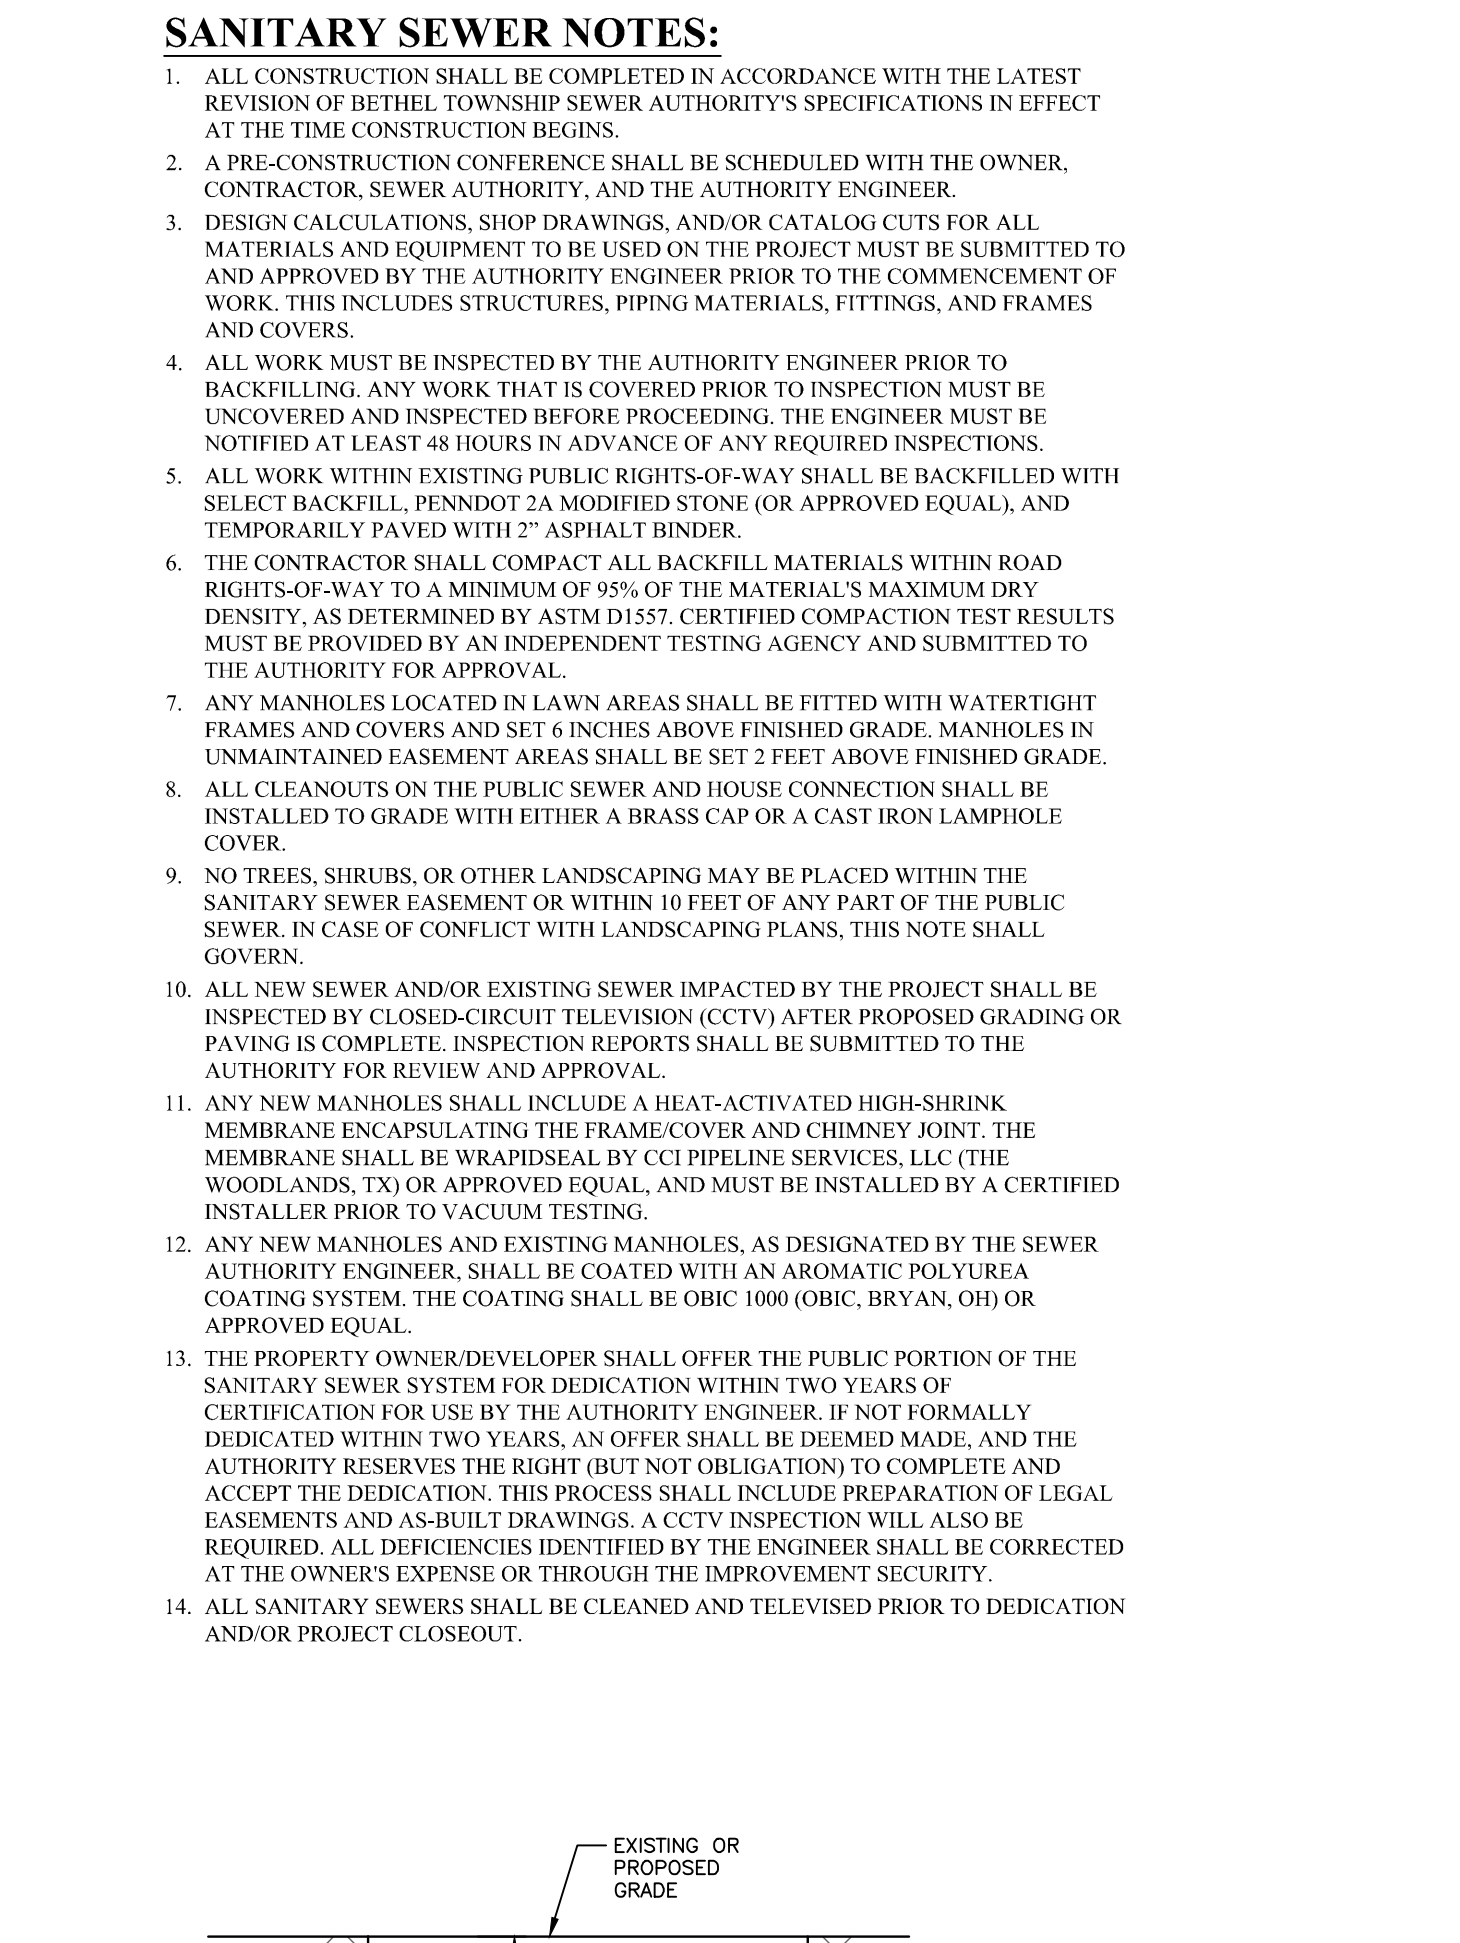 SANITARY SEWER NOTES:
1. ALL CONSTRUCTION SHALL BE COMPLETED IN ACCORDANCE WITH THE LATEST
REVISION OF BETHEL TOWNSHIP SEWER AUTHORITY'S SPECIFICATIONS IN EFFECT
AT THE TIME CONSTRUCTION BEGINS.
2. A PRE-CONSTRUCTION CONFERENCE SHALL BE SCHEDULED WITH THE OWNER,
CONTRACTOR, SEWER AUTHORITY, AND THE AUTHORITY ENGINEER.
3. DESIGN CALCULATIONS, SHOP DRAWINGS, AND/OR CATALOG CUTS FOR ALL
MATERIALS AND EQUIPMENT TO BE USED ON THE PROJECT MUST BE SUBMITTED TO
AND APPROVED BY THE AUTHORITY ENGINEER PRIOR TO THE COMMENCEMENT OF
WORK. THIS INCLUDES STRUCTURES, PIPING MATERIALS, FITTINGS, AND FRAMES
AND COVERS.
4. ALL WORK MUST BE INSPECTED BY THE AUTHORITY ENGINEER PRIOR TO
BACKFILLING. ANY WORK THAT IS COVERED PRIOR TO INSPECTION MUST BE
UNCOVERED AND INSPECTED BEFORE PROCEEDING. THE ENGINEER MUST BE
NOTIFIED AT LEAST 48 HOURS IN ADVANCE OF ANY REQUIRED INSPECTIONS.
5. ALL WORK WITHIN EXISTING PUBLIC RIGHTS-OF-WAY SHALL BE BACKFILLED WITH
SELECT BACKFILL, PENNDOT 2A MODIFIED STONE (OR APPROVED EQUAL), AND
TEMPORARILY PAVED WITH 2” ASPHALT BINDER.
6. THE CONTRACTOR SHALL COMPACT ALL BACKFILL MATERIALS WITHIN ROAD
RIGHTS-OF-WAY TO A MINIMUM OF 95% OF THE MATERIAL'S MAXIMUM DRY
DENSITY, AS DETERMINED BY ASTM D1557. CERTIFIED COMPACTION TEST RESULTS
MUST BE PROVIDED BY AN INDEPENDENT TESTING AGENCY AND SUBMITTED TO
THE AUTHORITY FOR APPROVAL.
7. ANY MANHOLES LOCATED IN LAWN AREAS SHALL BE FITTED WITH WATERTIGHT
FRAMES AND COVERS AND SET 6 INCHES ABOVE FINISHED GRADE. MANHOLES IN
UNMAINTAINED EASEMENT AREAS SHALL BE SET 2 FEET ABOVE FINISHED GRADE.
8. ALL CLEANOUTS ON THE PUBLIC SEWER AND HOUSE CONNECTION SHALL BE
INSTALLED TO GRADE WITH EITHER A BRASS CAP OR A CAST IRON LAMPHOLE
COVER.
9. NO TREES, SHRUBS, OR OTHER LANDSCAPING MAY BE PLACED WITHIN THE
SANITARY SEWER EASEMENT OR WITHIN 10 FEET OF ANY PART OF THE PUBLIC
SEWER. IN CASE OF CONFLICT WITH LANDSCAPING PLANS, THIS NOTE SHALL
GOVERN.
10. ALL NEW SEWER AND/OR EXISTING SEWER IMPACTED BY THE PROJECT SHALL BE
INSPECTED BY CLOSED-CIRCUIT TELEVISION (CCTV) AFTER PROPOSED GRADING OR
PAVING IS COMPLETE. INSPECTION REPORTS SHALL BE SUBMITTED TO THE
AUTHORITY FOR REVIEW AND APPROVAL.
11. ANY NEW MANHOLES SHALL INCLUDE A HEAT-ACTIVATED HIGH-SHRINK
MEMBRANE ENCAPSULATING THE FRAME/COVER AND CHIMNEY JOINT. THE
MEMBRANE SHALL BE WRAPIDSEAL BY CCI PIPELINE SERVICES, LLC (THE
WOODLANDS, TX) OR APPROVED EQUAL, AND MUST BE INSTALLED BY A CERTIFIED
INSTALLER PRIOR TO VACUUM TESTING.
12. ANY NEW MANHOLES AND EXISTING MANHOLES, AS DESIGNATED BY THE SEWER
AUTHORITY ENGINEER, SHALL BE COATED WITH AN AROMATIC POLYUREA
COATING SYSTEM. THE COATING SHALL BE OBIC 1000 (OBIC, BRYAN, OH) OR
APPROVED EQUAL.
13. THE PROPERTY OWNER/DEVELOPER SHALL OFFER THE PUBLIC PORTION OF THE
SANITARY SEWER SYSTEM FOR DEDICATION WITHIN TWO YEARS OF
CERTIFICATION FOR USE BY THE AUTHORITY ENGINEER. IF NOT FORMALLY
DEDICATED WITHIN TWO YEARS, AN OFFER SHALL BE DEEMED MADE, AND THE
AUTHORITY RESERVES THE RIGHT (BUT NOT OBLIGATION) TO COMPLETE AND
ACCEPT THE DEDICATION. THIS PROCESS SHALL INCLUDE PREPARATION OF LEGAL
EASEMENTS AND AS-BUILT DRAWINGS. A CCTV INSPECTION WILL ALSO BE
REQUIRED. ALL DEFICIENCIES IDENTIFIED BY THE ENGINEER SHALL BE CORRECTED
AT THE OWNER'S EXPENSE OR THROUGH THE IMPROVEMENT SECURITY.
14. ALL SANITARY SEWERS SHALL BE CLEANED AND TELEVISED PRIOR TO DEDICATION
AND/OR PROJECT CLOSEOUT.
EXISTING OR
PROPOSED
GRADE